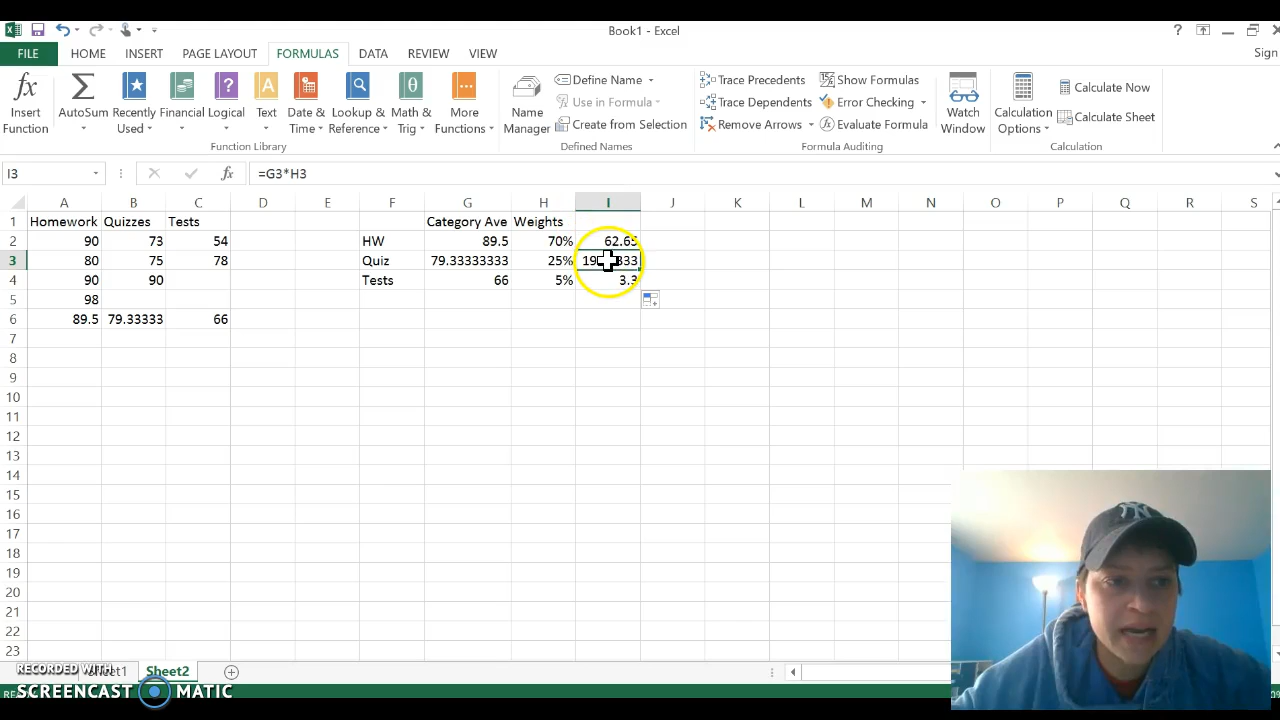 Book1 - Excel
FILE HOME INSERT PAGE LAYOUT FORMULAS DATA REVIEW VIEW Sign
Insert Function
AutoSum
Recently Used
Financial
Logical
Text
Date & Time
Lookup & Reference
Math & Trig
More Functions
Function Library
Name Manager
Define Name
Use in Formula
Create from Selection
Defined Names
Trace Precedents
Trace Dependents
Remove Arrows
Show Formulas
Error Checking
Evaluate Formula
Formula Auditing
Watch Window
Calculation Options
Calculate Now
Calculate Sheet
Calculation
I3 fx =G3*H3
A B C D E F G H I J K L M N O P Q R S
1 Homework Quizzes Tests Category Ave Weights
2 90 73 54 HW 89.5 70% 62.65
3 80 75 78 Quiz 79.33333333 25%
4 90 90 Tests 66 5% 3.3
5 98
6 89.5 79.33333 66
7
8
9
10
11
12
13
14
15
16
17
18
19
20
21
22
23
Sheet1 Sheet2
RECORDED WITH
SCREENCAST MATIC